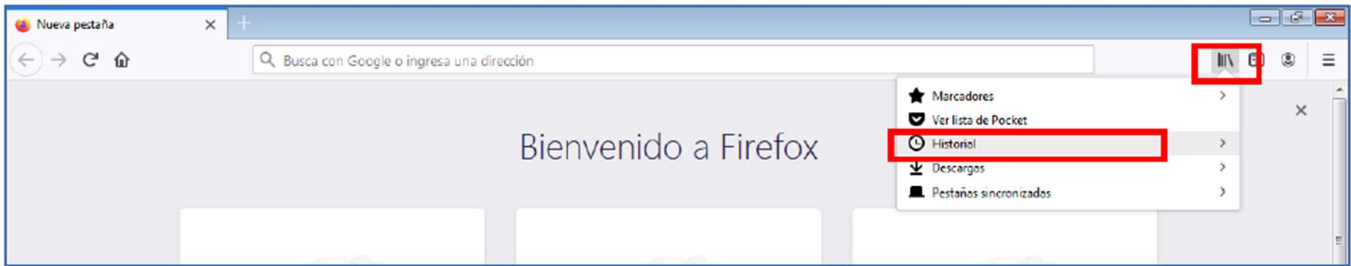 Nueva pestaña
Busca con Google o ingresa una dirección
Marcadores
Ver lista de Pocket
Historial
Descargas
Pestañas sincronizadas
Bienvenido a Firefox